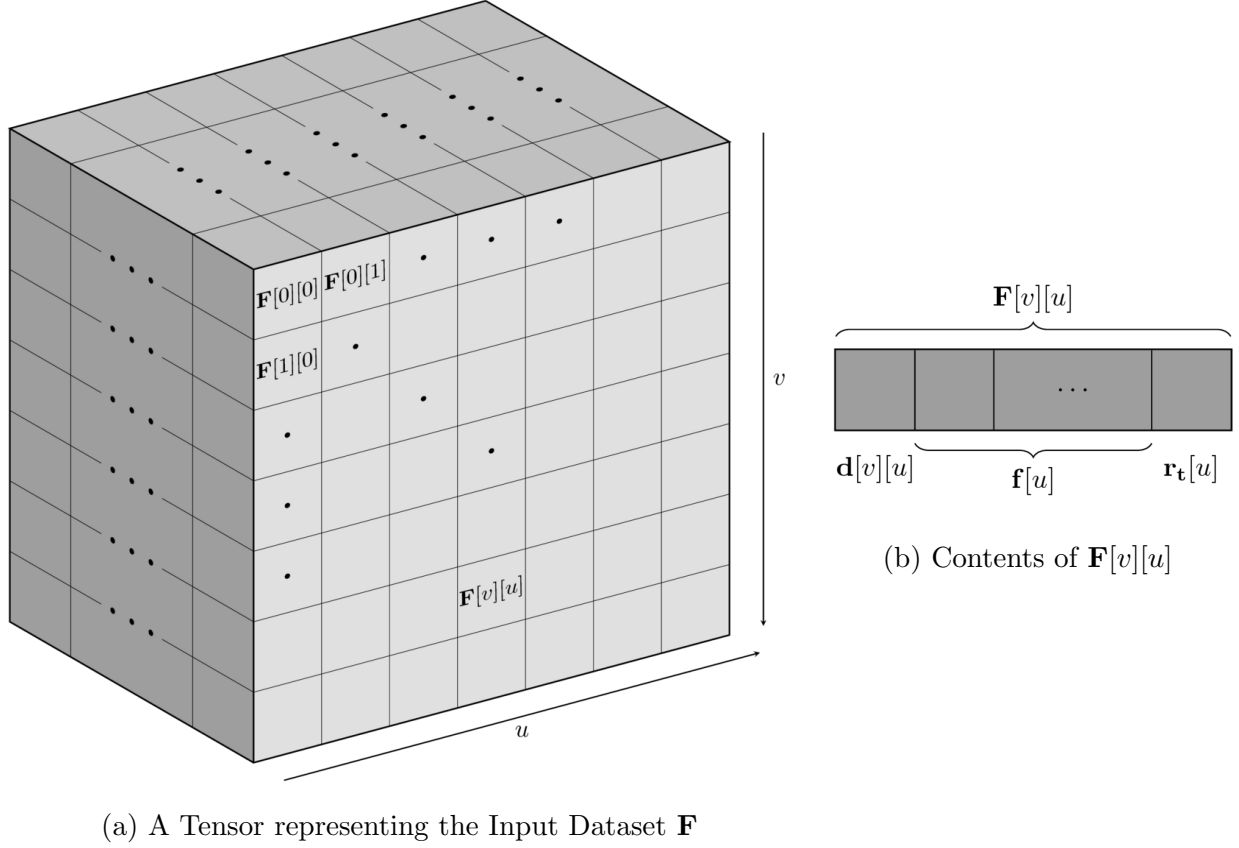 F[0][0] F[0][1]
F[1][0]
F[v][u]
v
u
(a) A Tensor representing the Input Dataset F
F[v][u]
...
d[v][u] f[u] r_t[u]
(b) Contents of F[v][u]